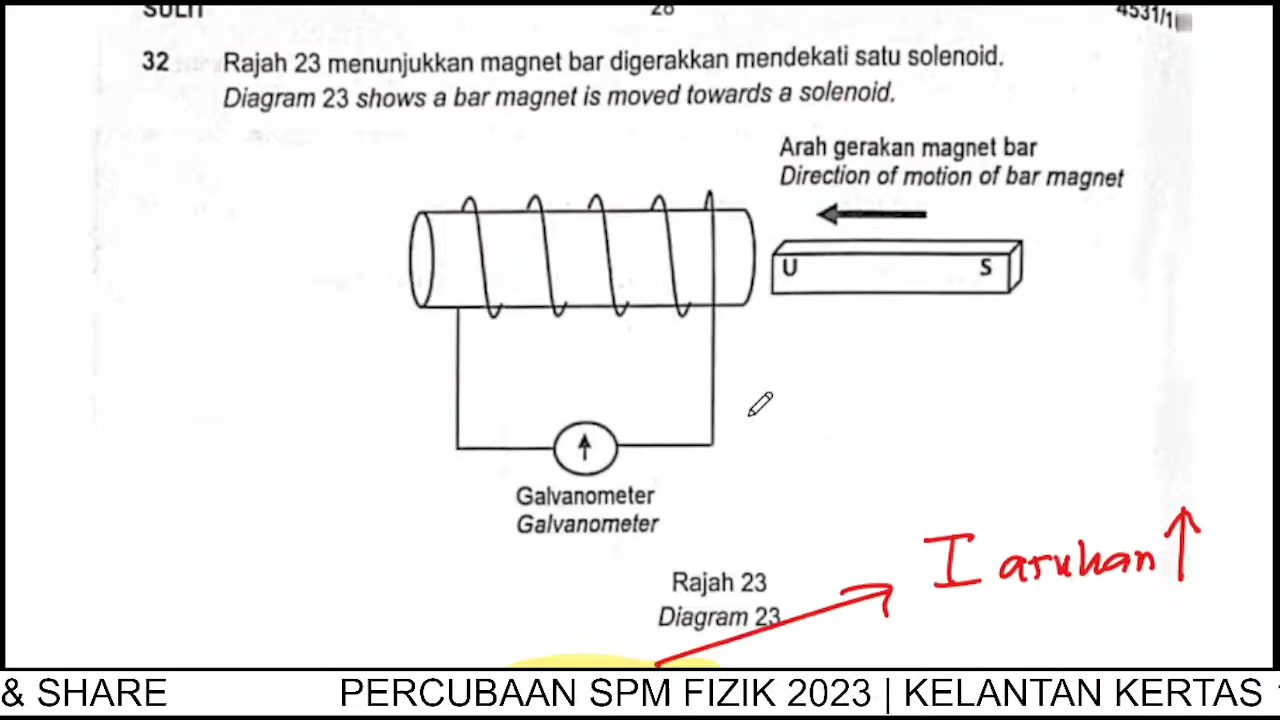 SULIT 28 4531/1
32 Rajah 23 menunjukkan magnet bar digerakkan mendekati satu solenoid.
Diagram 23 shows a bar magnet is moved towards a solenoid.
Arah gerakan magnet bar
Direction of motion of bar magnet
U S
Galvanometer
Galvanometer
Rajah 23
Diagram 23
I aruhan ↑
& SHARE PERCUBAAN SPM FIZIK 2023 | KELANTAN KERTAS